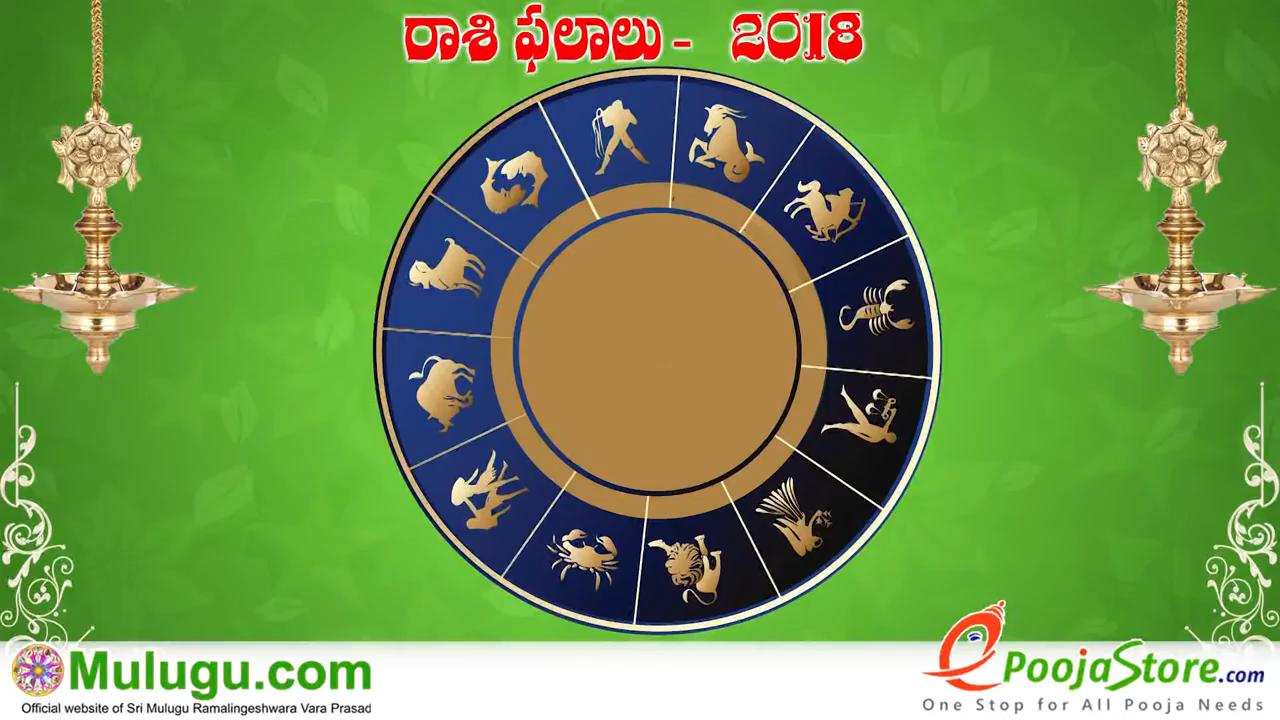 రాశి ఫలాలు - 2018
Mulugu.com
Official website of Sri Mulugu Ramalingeshwara Vara Prasad
ePoojaStore.com
One Stop for All Pooja Needs